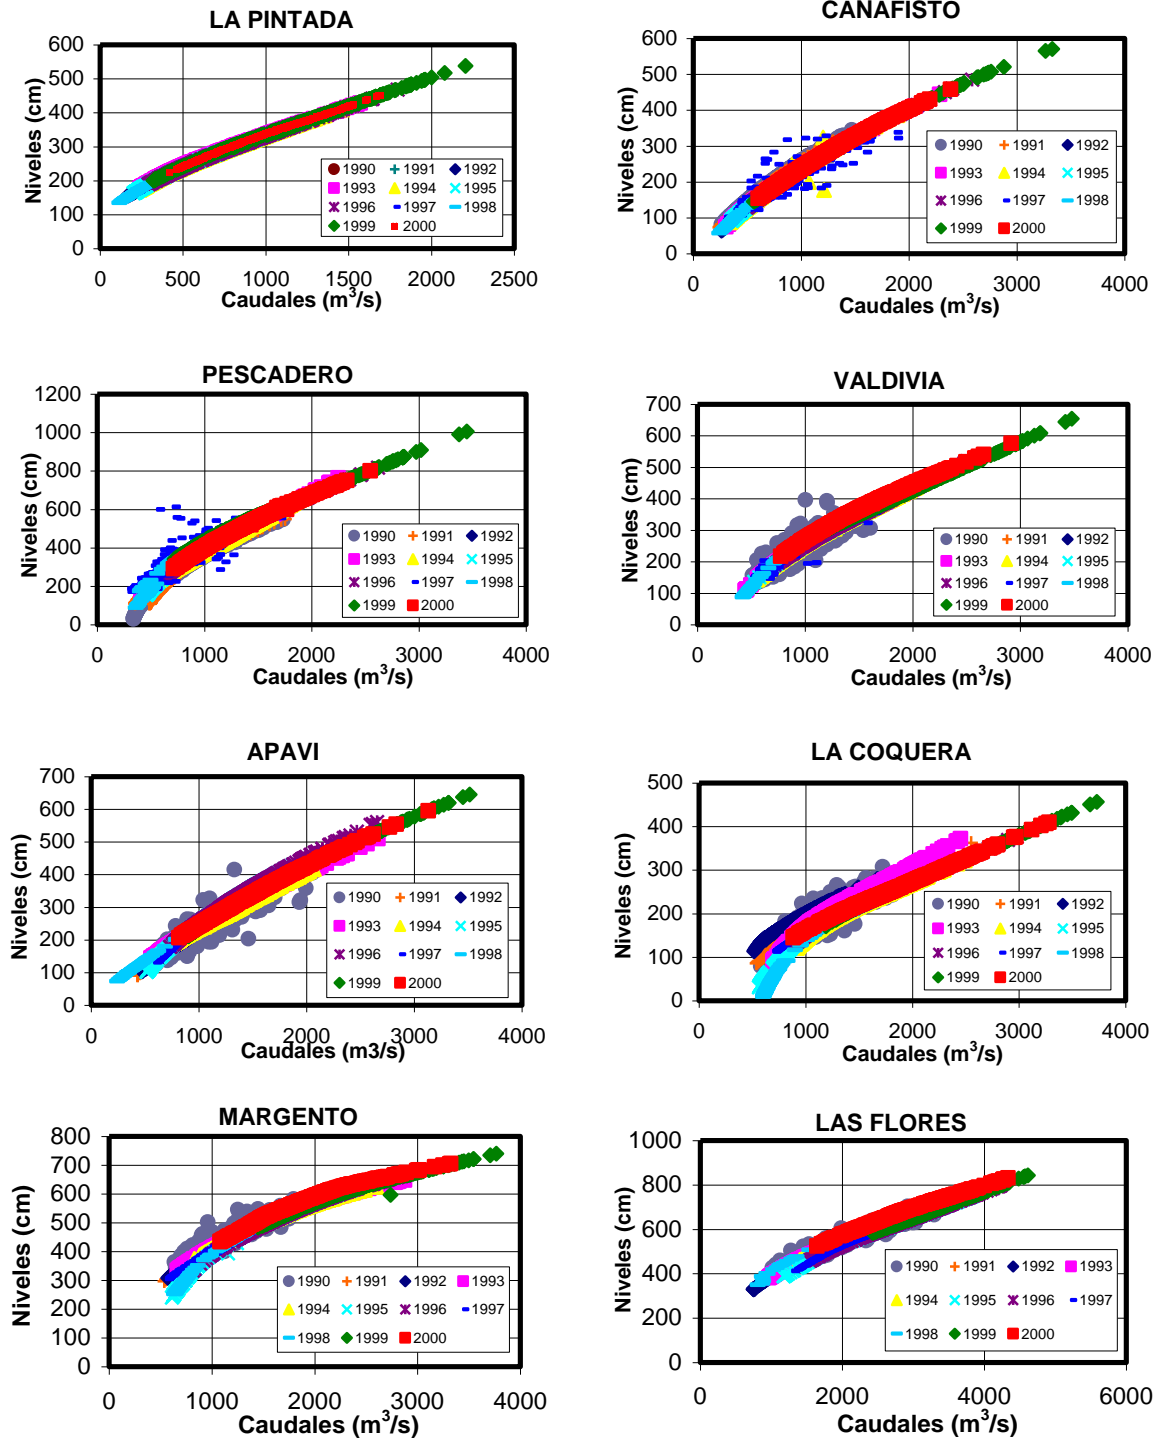 LA PINTADA
600
500
400
300
200
100
0
Niveles (cm)
1990 1991 1992
1993 1994 1995
1996 1997 1998
1999 2000
0 500 1000 1500 2000 2500
Caudales (m³/s)
CANAFISTO
600
500
400
300
200
100
0
Niveles (cm)
1990 1991 1992
1993 1994 1995
1996 1997 1998
1999 2000
0 1000 2000 3000 4000
Caudales (m³/s)
PESCADERO
1200
1000
800
600
400
200
0
Niveles (cm)
1990 1991 1992
1993 1994 1995
1996 1997 1998
1999 2000
0 1000 2000 3000 4000
Caudales (m³/s)
VALDIVIA
700
600
500
400
300
200
100
0
Niveles (cm)
1990 1991 1992
1993 1994 1995
1996 1997 1998
1999 2000
0 1000 2000 3000 4000
Caudales (m³/s)
APAVI
700
600
500
400
300
200
100
0
Niveles (cm)
1990 1991 1992
1993 1994 1995
1996 1997 1998
1999 2000
0 1000 2000 3000 4000
Caudales (m3/s)
LA COQUERA
500
400
300
200
100
0
Niveles (cm)
1990 1991 1992
1993 1994 1995
1996 1997 1998
1999 2000
0 1000 2000 3000 4000
Caudales (m³/s)
MARGENTO
800
700
600
500
400
300
200
100
0
Niveles (cm)
1990 1991 1992 1993
1994 1995 1996 1997
1998 1999 2000
0 1000 2000 3000 4000
Caudales (m³/s)
LAS FLORES
1000
800
600
400
200
0
Niveles (cm)
1990 1991 1992 1993
1994 1995 1996 1997
1998 1999 2000
0 2000 4000 6000
Caudales (m³/s)